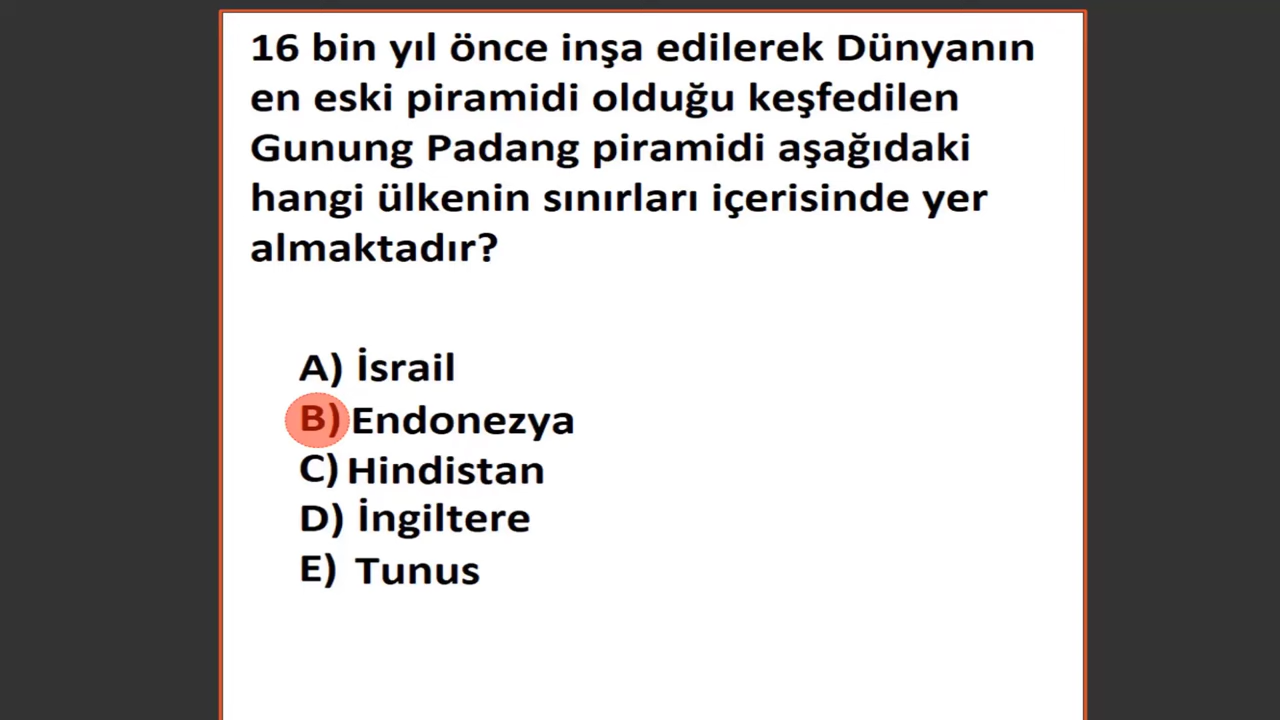 16 bin yıl önce inşa edilerek Dünyanın
en eski piramidi olduğu keşfedilen
Gunung Padang piramidi aşağıdaki
hangi ülkenin sınırları içerisinde yer
almaktadır?
A) İsrail
B) Endonezya
C) Hindistan
D) İngiltere
E) Tunus